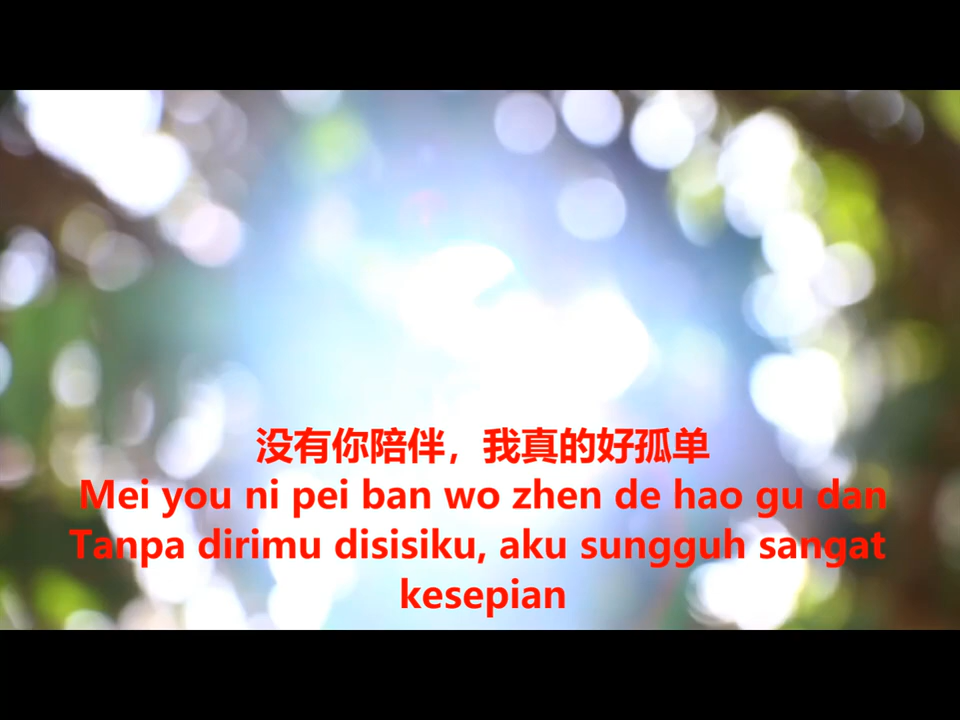 没有你陪伴，我真的好孤单
Mei you ni pei ban wo zhen de hao gu dan
Tanpa dirimu disisiku, aku sungguh sangat
kesepian